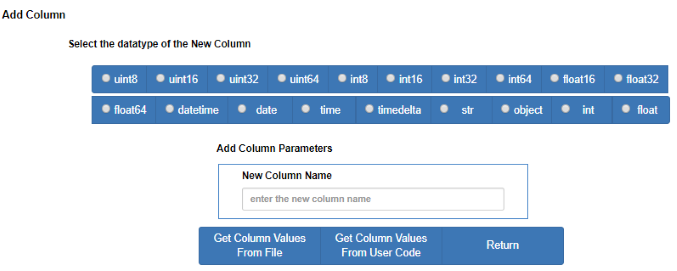 Add Column
Select the datatype of the New Column
uint8 uint16 uint32 uint64 int8 int16 int32 int64 float16 float32
float64 datetime date time timedelta str object int float
Add Column Parameters
New Column Name
enter the new column name
Get Column Values Get Column Values Return
From File From User Code